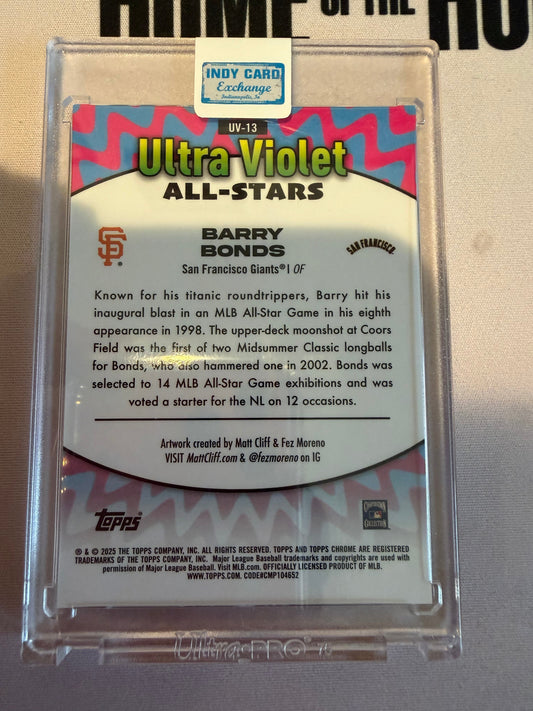 HOME OF THE HO
INDY CARD
Exchange
Indianapolis, In
UV-13
Ultra Violet
ALL-STARS
SF
BARRY
BONDS
SAN FRANCISCO
San Francisco Giants® | OF
Known for his titanic roundtrippers, Barry hit his
inaugural blast in an MLB All-Star Game in his eighth
appearance in 1998. The upper-deck moonshot at Coors
Field was the first of two Midsummer Classic longballs
for Bonds, who also hammered one in 2002. Bonds was
selected to 14 MLB All-Star Game exhibitions and was
voted a starter for the NL on 12 occasions.
Artwork created by Matt Cliff & Fez Moreno
VISIT MattCliff.com & @fezmoreno on IG
Topps
COOPERSTOWN
COLLECTION
® & © 2025 THE TOPPS COMPANY, INC. ALL RIGHTS RESERVED. TOPPS AND TOPPS CHROME ARE REGISTERED
TRADEMARKS OF THE TOPPS COMPANY, INC. Major League Baseball trademarks and copyrights are used with
permission of Major League Baseball. Visit MLB.com. OFFICIALLY LICENSED PRODUCT OF MLB.
WWW.TOPPS.COM. CODE#CMP104652
Ultra PRO